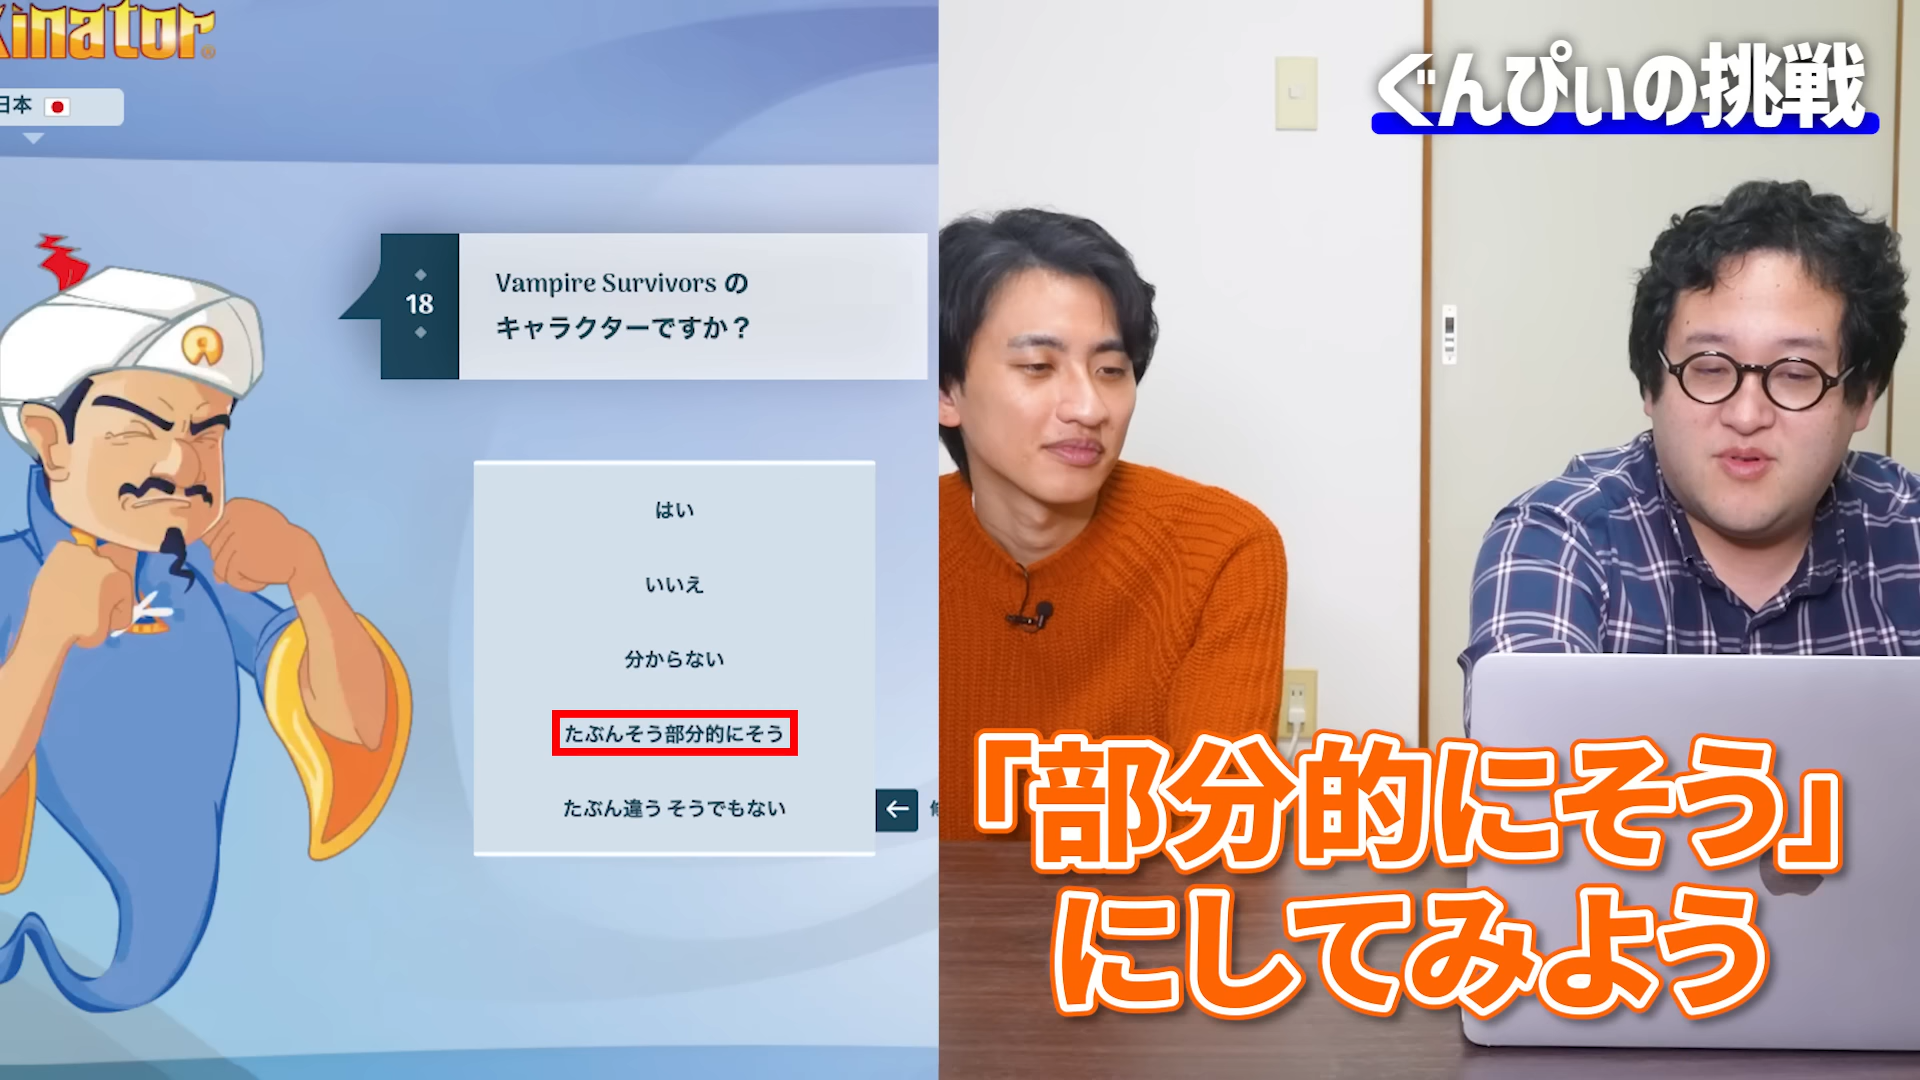 kinator®
日本
18
Vampire Survivors の
キャラクターですか？
はい
いいえ
分からない
たぶんそう部分的にそう
たぶん違う そうでもない
ぐんぴぃの挑戦
「部分的にそう」
にしてみよう